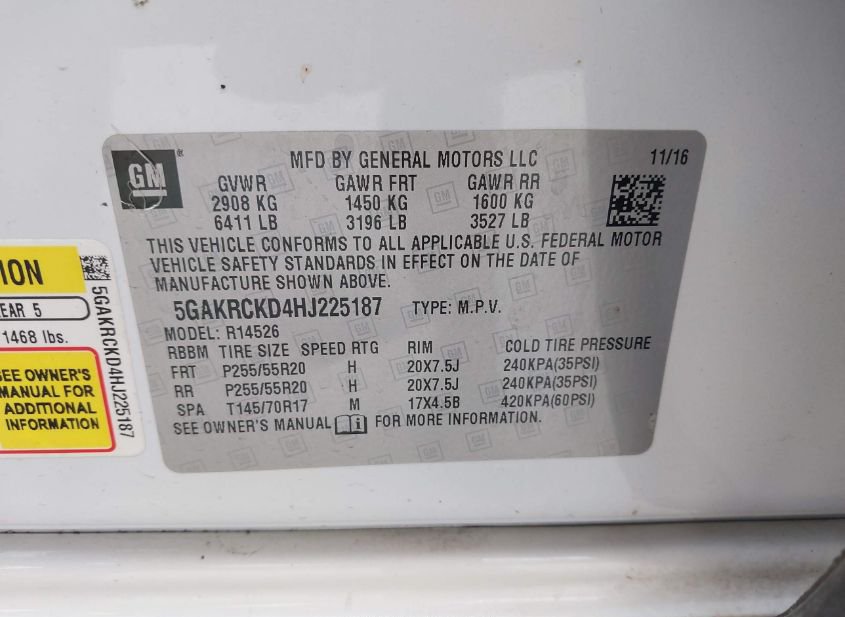 GM
MFD BY GENERAL MOTORS LLC 11/16
GVWR GAWR FRT GAWR RR
2908 KG 1450 KG 1600 KG
6411 LB 3196 LB 3527 LB
THIS VEHICLE CONFORMS TO ALL APPLICABLE U.S. FEDERAL MOTOR
VEHICLE SAFETY STANDARDS IN EFFECT ON THE DATE OF
MANUFACTURE SHOWN ABOVE.
5GAKRCKD4HJ225187 TYPE: M.P.V.
MODEL: R14526
RBBM TIRE SIZE SPEED RTG RIM COLD TIRE PRESSURE
FRT P255/55R20 H 20X7.5J 240KPA(35PSI)
RR P255/55R20 H 20X7.5J 240KPA(35PSI)
SPA T145/70R17 M 17X4.5B 420KPA(60PSI)
SEE OWNER'S MANUAL FOR MORE INFORMATION.
5
1468 lbs.
SEE OWNER'S
MANUAL FOR
ADDITIONAL
INFORMATION
5GAKRCKD4HJ225187